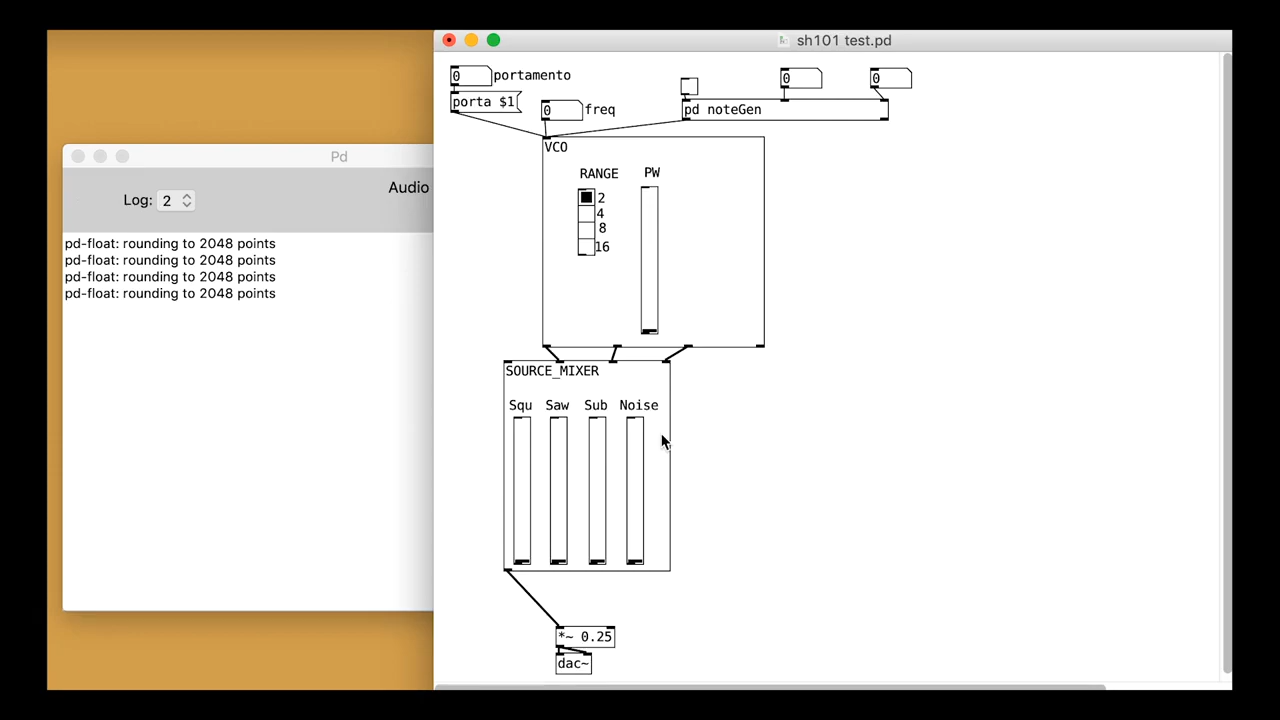 sh101 test.pd
0 portamento
porta $1
0 freq
0
0
pd noteGen
VCO
RANGE
PW
2
4
8
16
SOURCE_MIXER
Squ Saw Sub Noise
*~ 0.25
dac~
Pd
Audio
Log: 2
pd-float: rounding to 2048 points
pd-float: rounding to 2048 points
pd-float: rounding to 2048 points
pd-float: rounding to 2048 points